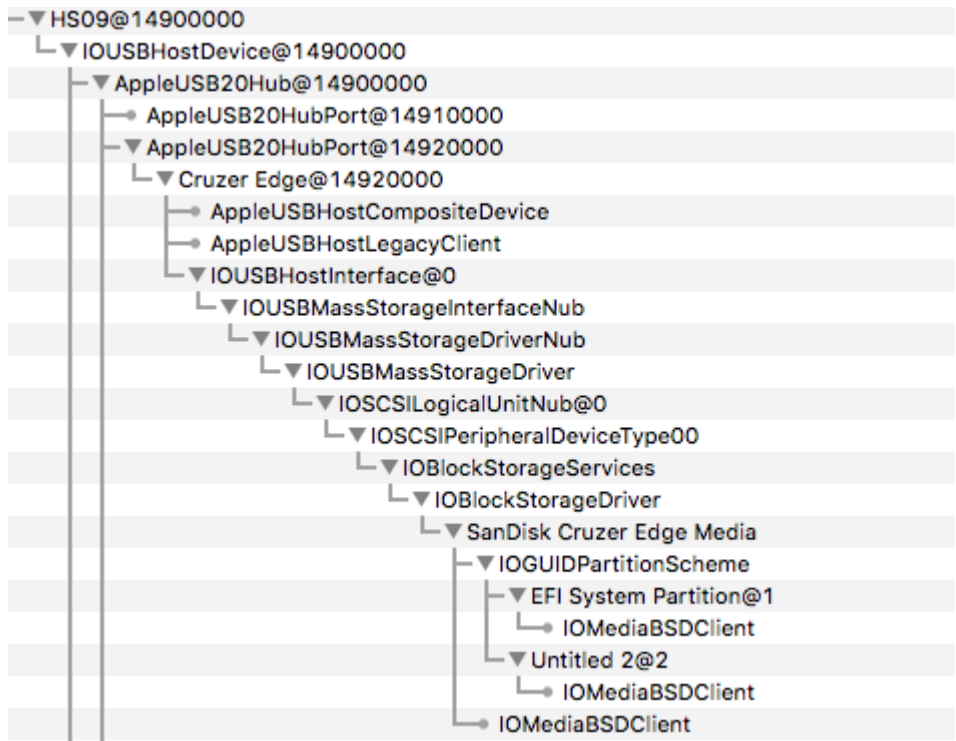 HS09@14900000
IOUSBHostDevice@14900000
AppleUSB20Hub@14900000
AppleUSB20HubPort@14910000
AppleUSB20HubPort@14920000
Cruzer Edge@14920000
AppleUSBHostCompositeDevice
AppleUSBHostLegacyClient
IOUSBHostInterface@0
IOUSBMassStorageInterfaceNub
IOUSBMassStorageDriverNub
IOUSBMassStorageDriver
IOSCSILogicalUnitNub@0
IOSCSIPeripheralDeviceType00
IOBlockStorageServices
IOBlockStorageDriver
SanDisk Cruzer Edge Media
IOGUIDPartitionScheme
EFI System Partition@1
IOMediaBSDClient
Untitled 2@2
IOMediaBSDClient
IOMediaBSDClient